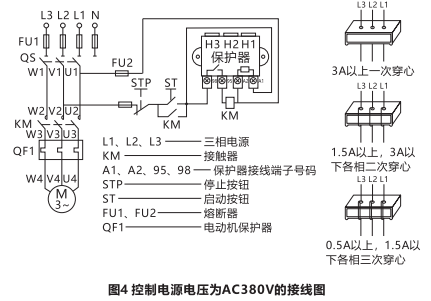 L3 L2 L1 N
FU1
QS
W1 V1 U1
FU2
STP
ST
H3 H2 H1
保护器
98 95 A2 A1
KM
KM
W2 V2 U2
KM
W3 V3 U3
QF1
W4 V4 U4
M
3~
L1、L2、L3 三相电源
KM 接触器
A1、A2、95、98 保护器接线端子号码
STP 停止按钮
ST 启动按钮
FU1、FU2 熔断器
QF1 电动机保护器
L3 L2 L1
3A以上一次穿心
L3 L2 L1
1.5A以上，3A以
下各相二次穿心
L3 L2 L1
0.5A以上，1.5A以
下各相三次穿心
图4 控制电源电压为AC380V的接线图